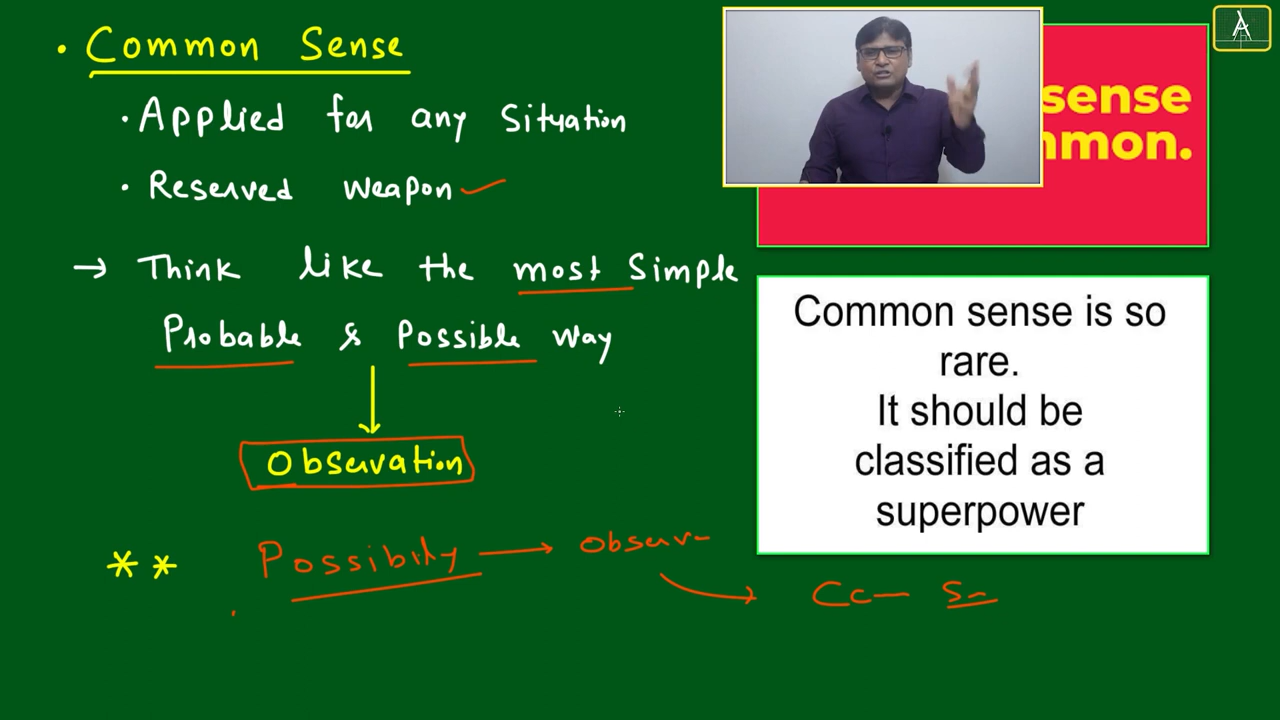 • Common Sense
• Applied for any Situation
• Reserved weapon
→ Think like the most Simple
Probable & Possible way
Observation
** Possibility → Observ
sense
mmon.
Common sense is so
rare.
It should be
classified as a
superpower